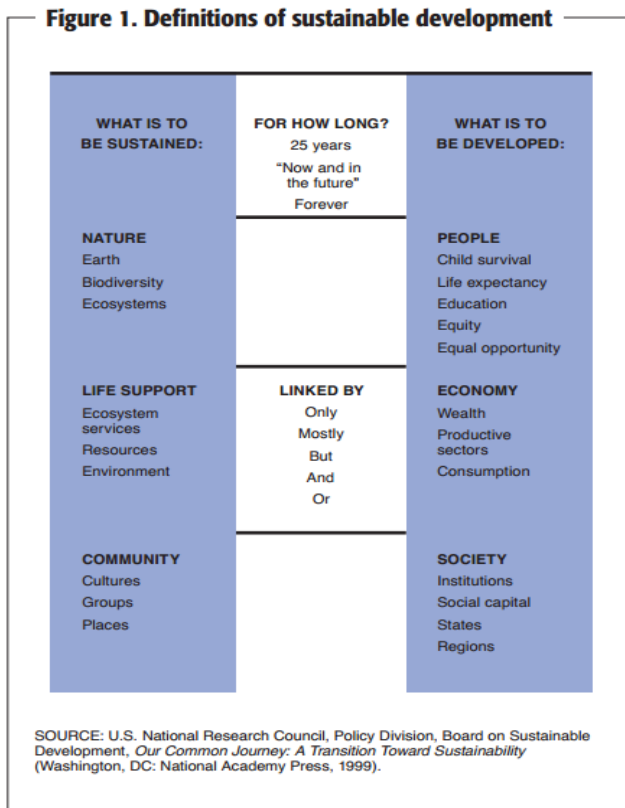 Figure 1. Definitions of sustainable development
WHAT IS TO
BE SUSTAINED:
FOR HOW LONG?
25 years
“Now and in
the future"
Forever
WHAT IS TO
BE DEVELOPED:
NATURE
Earth
Biodiversity
Ecosystems
PEOPLE
Child survival
Life expectancy
Education
Equity
Equal opportunity
LIFE SUPPORT
Ecosystem
services
Resources
Environment
LINKED BY
Only
Mostly
But
And
Or
ECONOMY
Wealth
Productive
sectors
Consumption
COMMUNITY
Cultures
Groups
Places
SOCIETY
Institutions
Social capital
States
Regions
SOURCE: U.S. National Research Council, Policy Division, Board on Sustainable
Development, Our Common Journey: A Transition Toward Sustainability
(Washington, DC: National Academy Press, 1999).